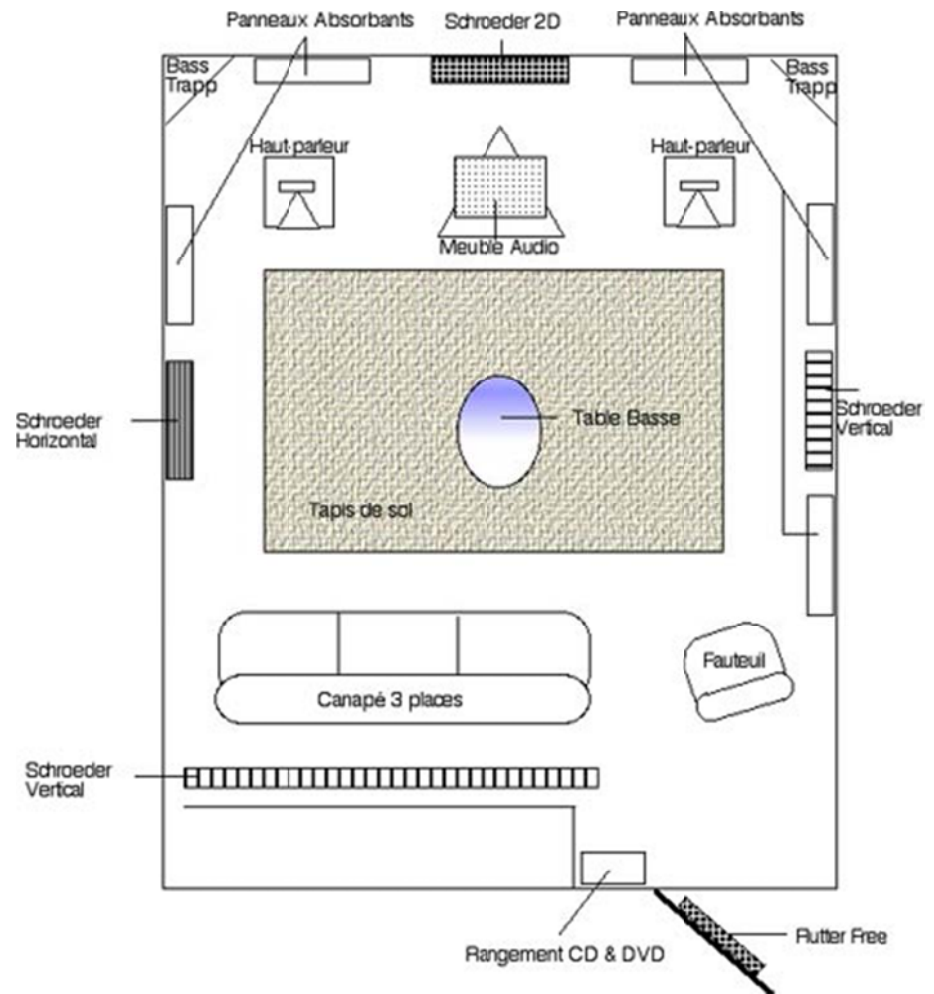 Panneaux Absorbants
Schroeder 2D
Panneaux Absorbants
Bass
Trapp
Bass
Trapp
Haut-parleur
Haut-parleur
Meuble Audio
Table Basse
Schroeder
Horizontal
Schroeder
Vertical
Tapis de sol
Fauteuil
Canapé 3 places
Schroeder
Vertical
Rangement CD & DVD
Flutter Free